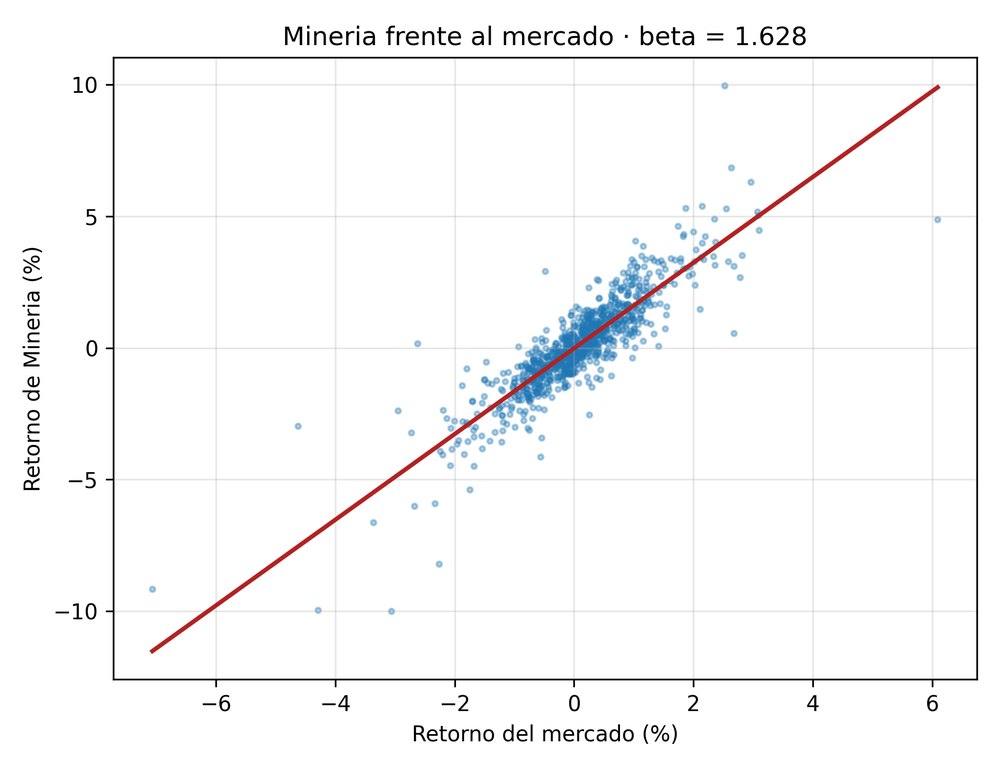 Mineria frente al mercado · beta = 1.628
10
5
0
−5
−10
Retorno de Mineria (%)
−6 −4 −2 0 2 4 6
Retorno del mercado (%)